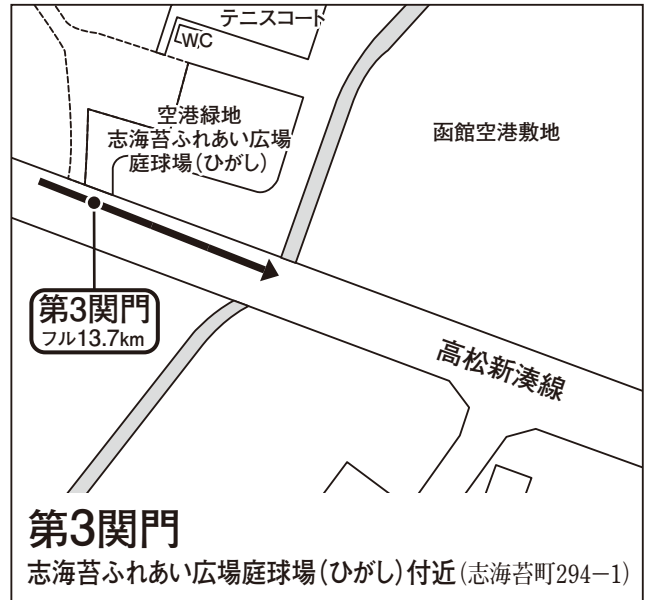 テニスコート
W.C
空港緑地
志海苔ふれあい広場
庭球場(ひがし)
函館空港敷地
第3関門
フル13.7km
高松新湊線
第3関門
志海苔ふれあい広場庭球場(ひがし)付近(志海苔町294−1)